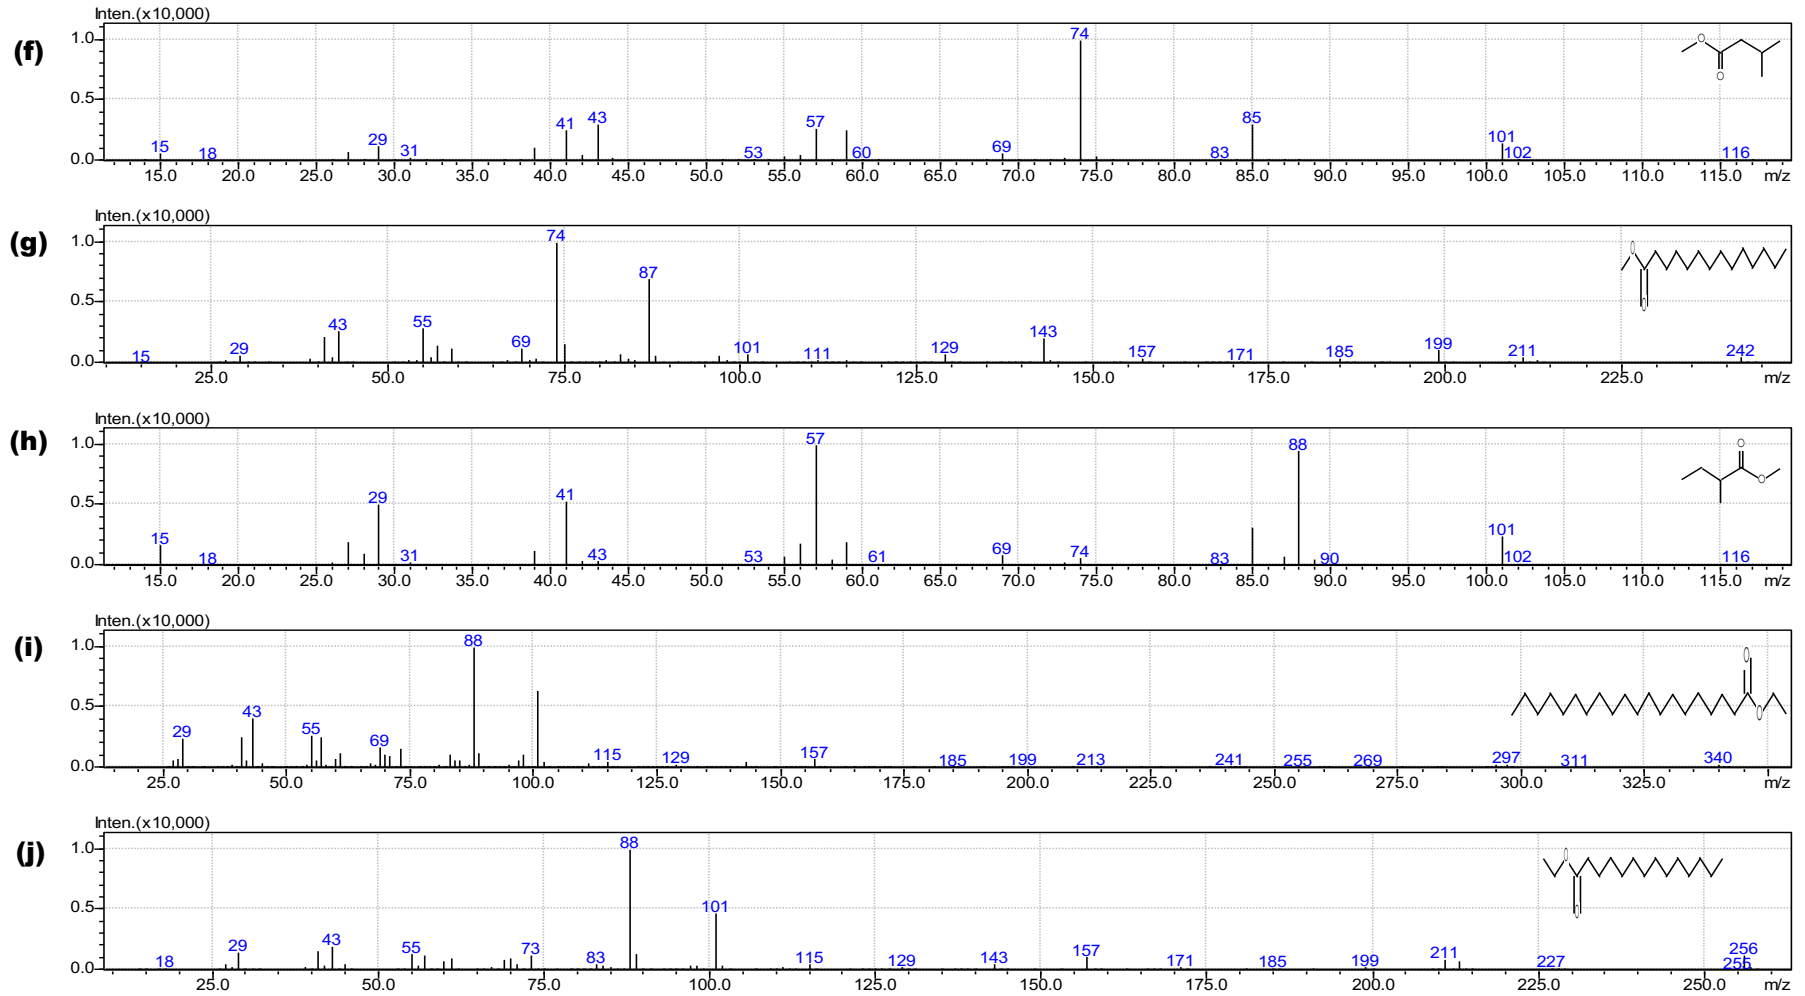 Inten.(x10,000)
(f)
1.0
0.5
0.0
15 18 29 31 41 43 53 57 60 69 74 83 85 101 102 116
15.0 20.0 25.0 30.0 35.0 40.0 45.0 50.0 55.0 60.0 65.0 70.0 75.0 80.0 85.0 90.0 95.0 100.0 105.0 110.0 115.0 m/z
O
O
Inten.(x10,000)
(g)
1.0
0.5
0.0
15 29 43 55 69 74 87 101 111 129 143 157 171 185 199 211 242
25.0 50.0 75.0 100.0 125.0 150.0 175.0 200.0 225.0 m/z
O
O
Inten.(x10,000)
(h)
1.0
0.5
0.0
15 18 29 31 41 43 53 57 61 69 74 83 88 90 101 102 116
15.0 20.0 25.0 30.0 35.0 40.0 45.0 50.0 55.0 60.0 65.0 70.0 75.0 80.0 85.0 90.0 95.0 100.0 105.0 110.0 115.0 m/z
O
O
Inten.(x10,000)
(i)
1.0
0.5
0.0
29 43 55 69 88 115 129 157 185 199 213 241 255 269 297 311 340
25.0 50.0 75.0 100.0 125.0 150.0 175.0 200.0 225.0 250.0 275.0 300.0 325.0 m/z
O
O
Inten.(x10,000)
(j)
1.0
0.5
0.0
18 29 43 55 73 83 88 101 115 129 143 157 171 185 199 211 227 255 256
25.0 50.0 75.0 100.0 125.0 150.0 175.0 200.0 225.0 250.0 m/z
O
O